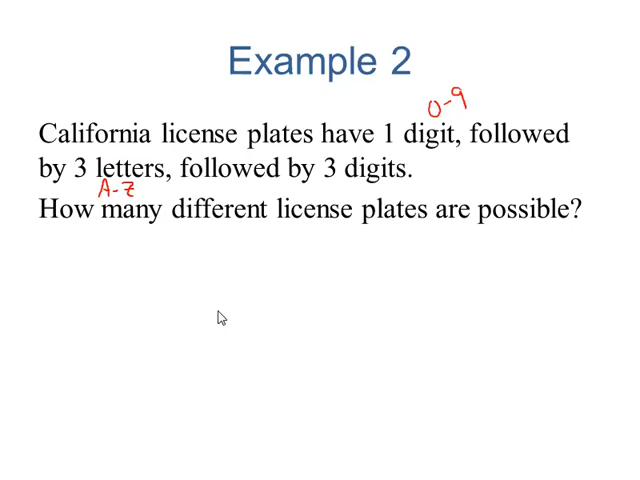 Example 2
0-9
California license plates have 1 digit, followed
by 3 letters, followed by 3 digits.
A-Z
How many different license plates are possible?